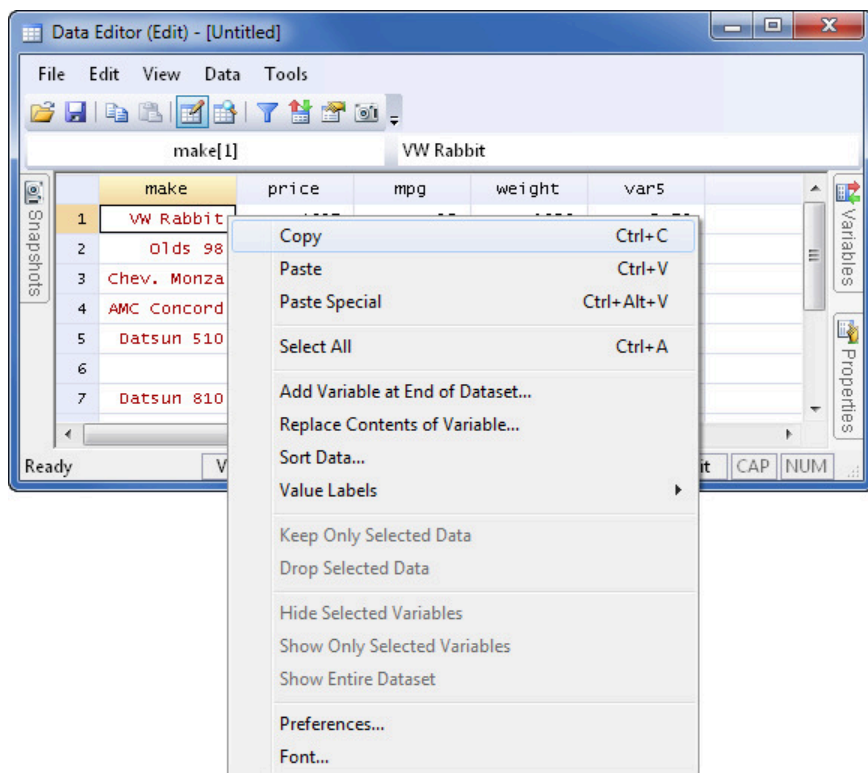 Data Editor (Edit) - [Untitled]
File Edit View Data Tools
make[1] VW Rabbit
Snapshots
make price mpg weight var5
1 VW Rabbit
2 Olds 98
3 Chev. Monza
4 AMC Concord
5 Datsun 510
6
7 Datsun 810
Variables
Properties
Ready V it CAP NUM
Copy Ctrl+C
Paste Ctrl+V
Paste Special Ctrl+Alt+V
Select All Ctrl+A
Add Variable at End of Dataset...
Replace Contents of Variable...
Sort Data...
Value Labels
Keep Only Selected Data
Drop Selected Data
Hide Selected Variables
Show Only Selected Variables
Show Entire Dataset
Preferences...
Font...